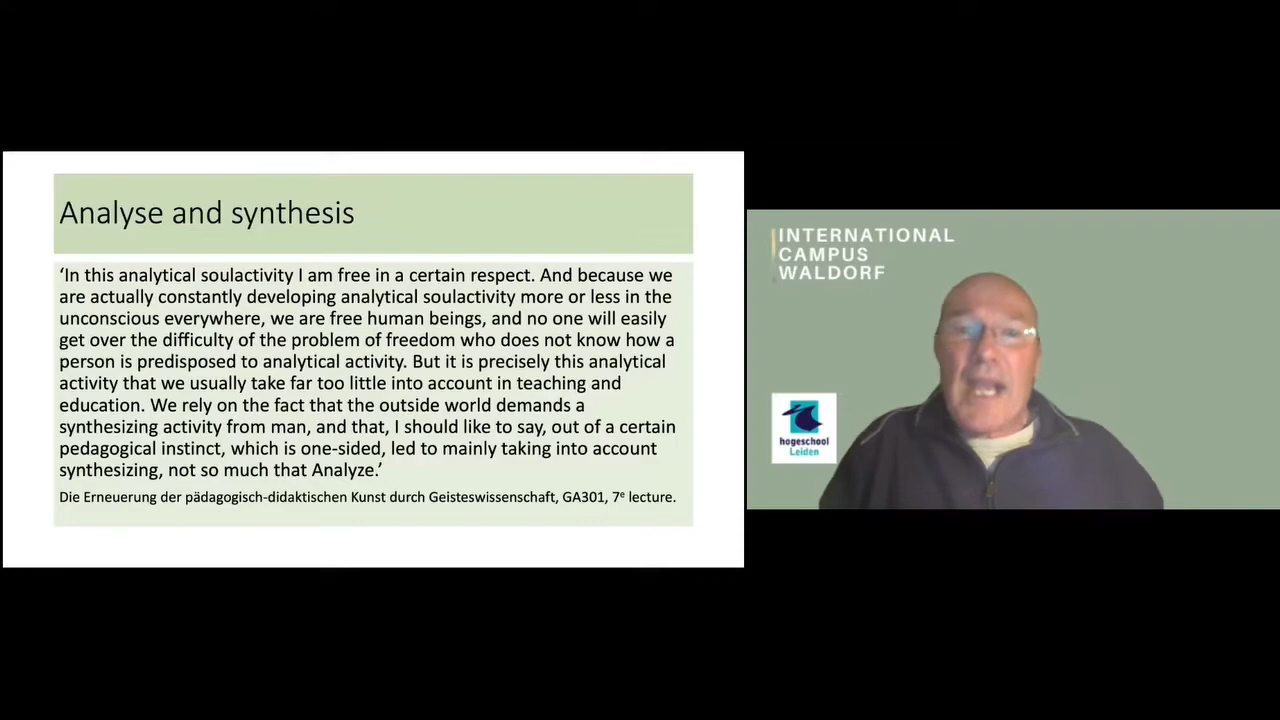 Analyse and synthesis
‘In this analytical soulactivity I am free in a certain respect. And because we
are actually constantly developing analytical soulactivity more or less in the
unconscious everywhere, we are free human beings, and no one will easily
get over the difficulty of the problem of freedom who does not know how a
person is predisposed to analytical activity. But it is precisely this analytical
activity that we usually take far too little into account in teaching and
education. We rely on the fact that the outside world demands a
synthesizing activity from man, and that, I should like to say, out of a certain
pedagogical instinct, which is one-sided, led to mainly taking into account
synthesizing, not so much that Analyze.’
Die Erneuerung der pädagogisch-didaktischen Kunst durch Geisteswissenschaft, GA301, 7e lecture.
INTERNATIONAL
CAMPUS
WALDORF
hogeschool
Leiden